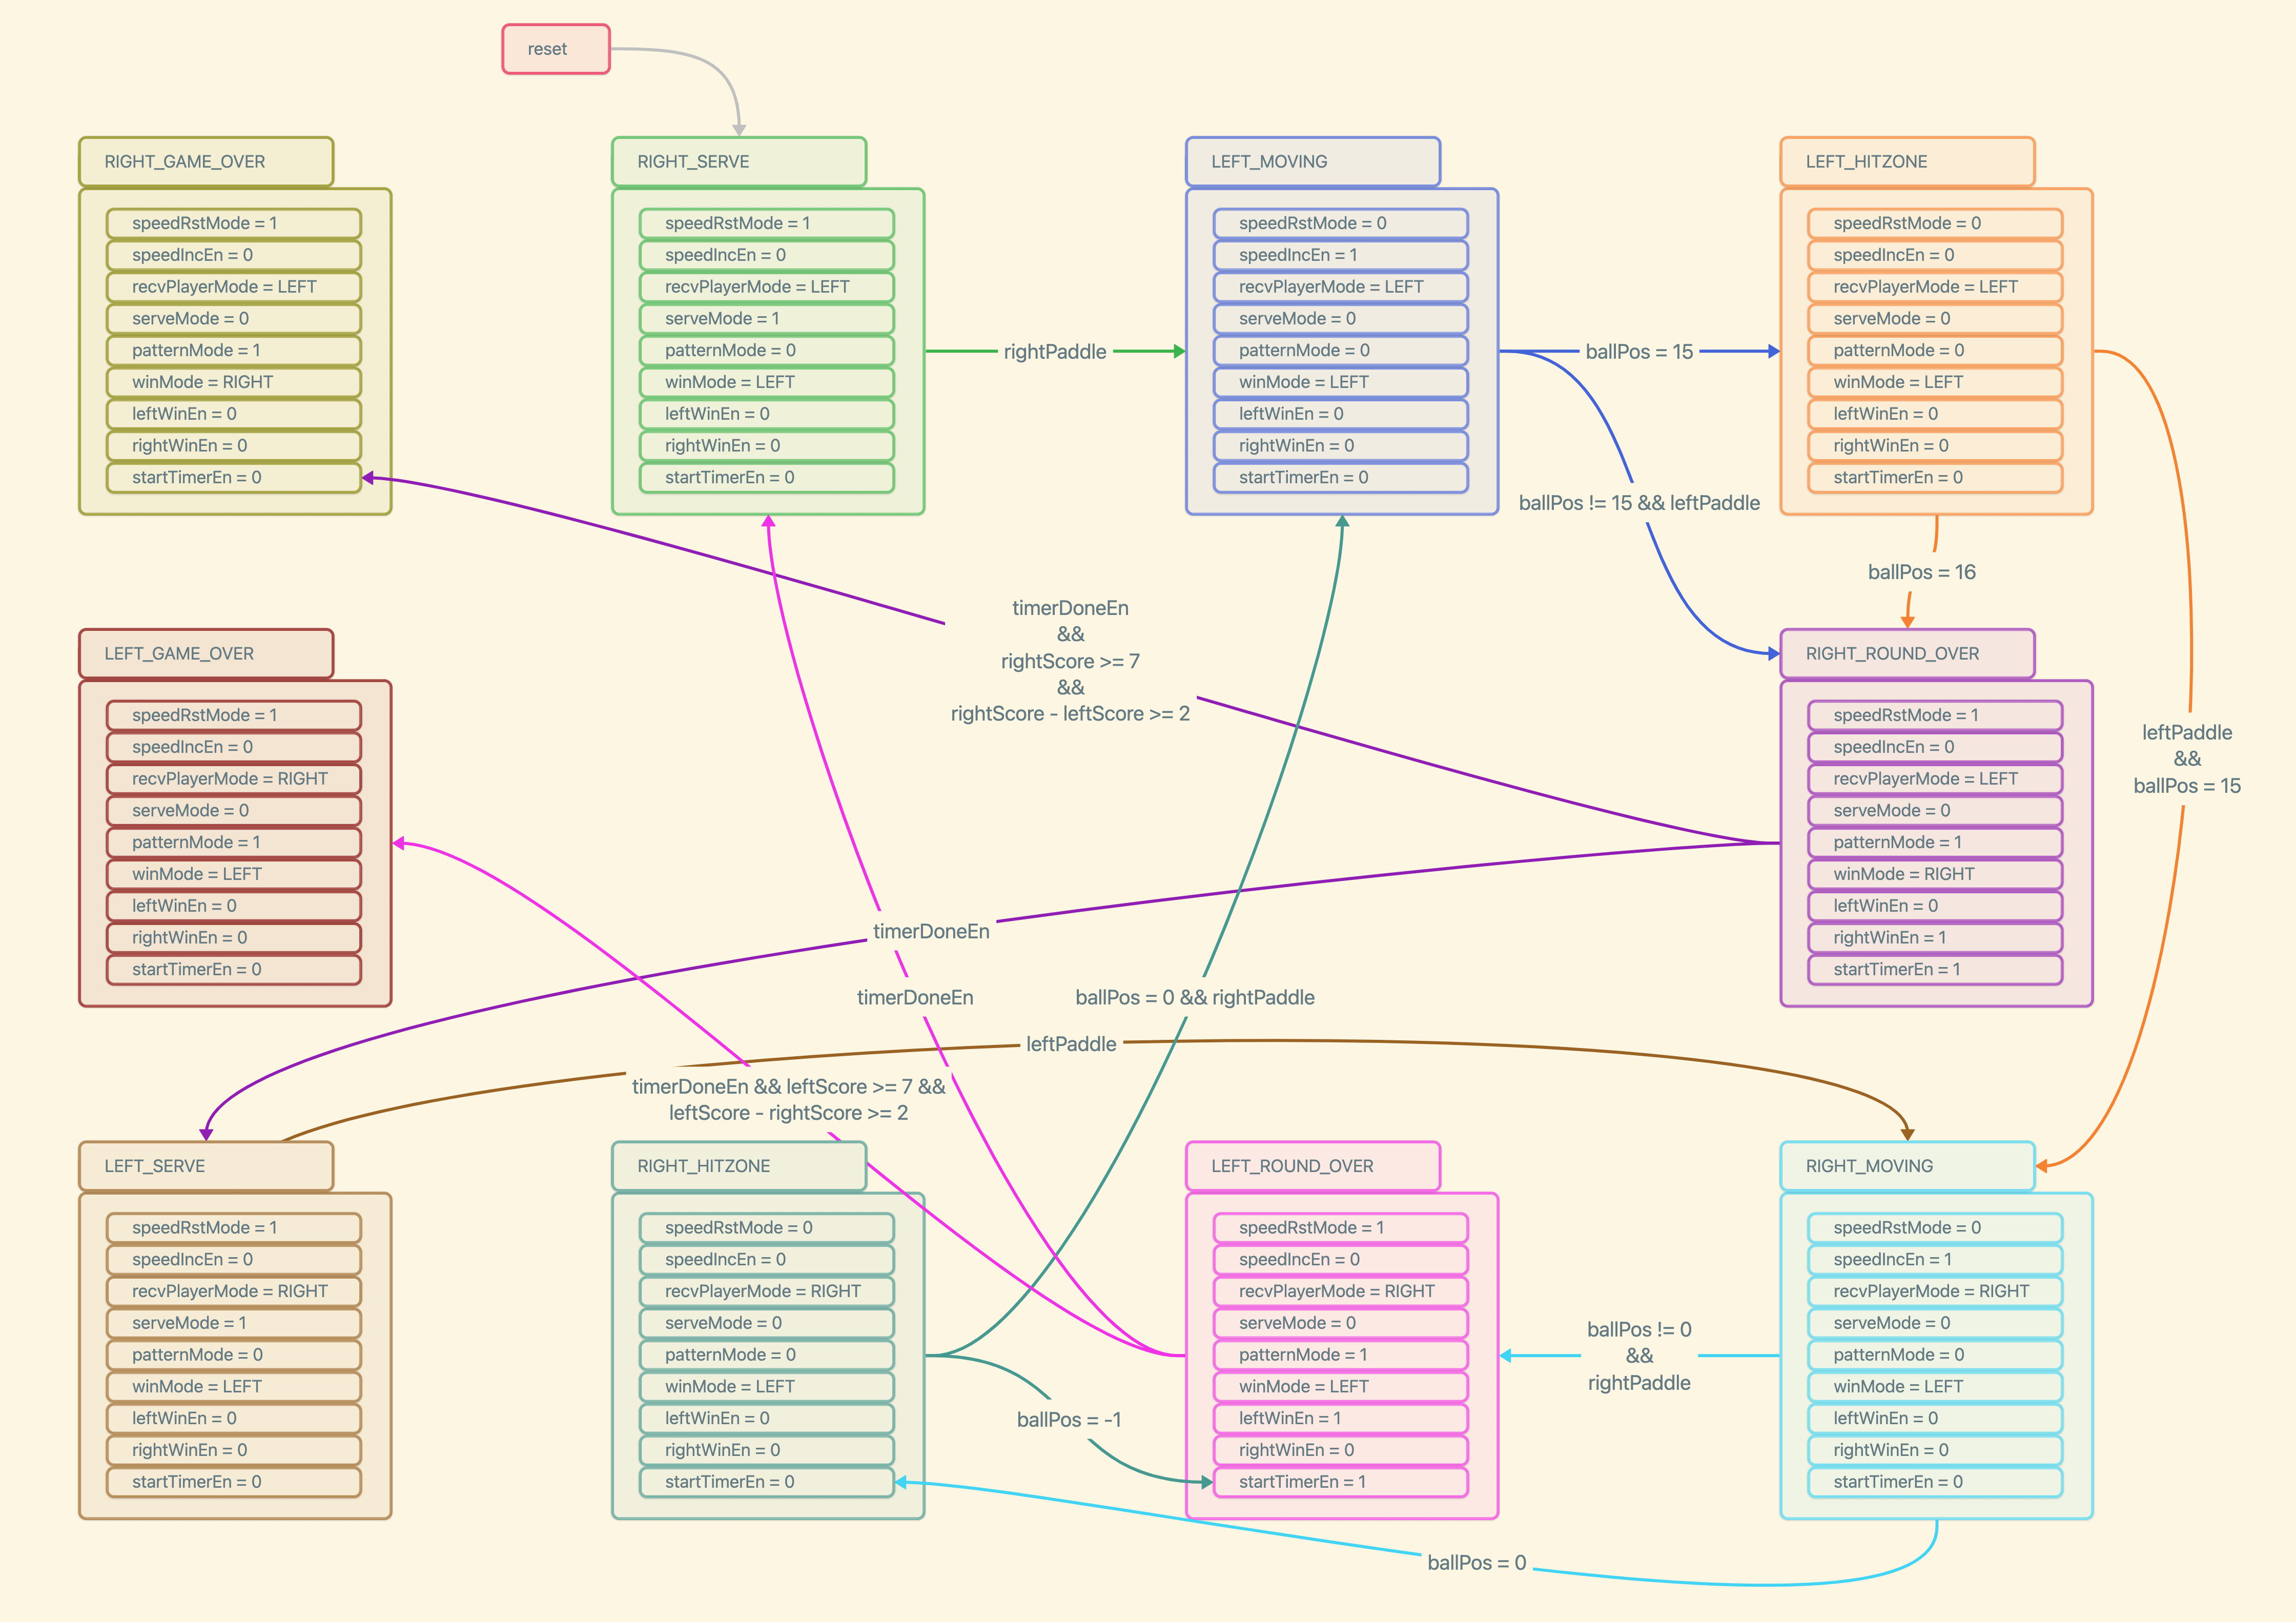 reset
RIGHT_GAME_OVER
speedRstMode = 1
speedIncEn = 0
recvPlayerMode = LEFT
serveMode = 0
patternMode = 1
winMode = RIGHT
leftWinEn = 0
rightWinEn = 0
startTimerEn = 0
RIGHT_SERVE
speedRstMode = 1
speedIncEn = 0
recvPlayerMode = LEFT
serveMode = 1
patternMode = 0
winMode = LEFT
leftWinEn = 0
rightWinEn = 0
startTimerEn = 0
rightPaddle
LEFT_MOVING
speedRstMode = 0
speedIncEn = 1
recvPlayerMode = LEFT
serveMode = 0
patternMode = 0
winMode = LEFT
leftWinEn = 0
rightWinEn = 0
startTimerEn = 0
ballPos = 15
ballPos != 15 && leftPaddle
LEFT_HITZONE
speedRstMode = 0
speedIncEn = 0
recvPlayerMode = LEFT
serveMode = 0
patternMode = 0
winMode = LEFT
leftWinEn = 0
rightWinEn = 0
startTimerEn = 0
ballPos = 16
timerDoneEn
&&
rightScore >= 7
&&
rightScore - leftScore >= 2
LEFT_GAME_OVER
speedRstMode = 1
speedIncEn = 0
recvPlayerMode = RIGHT
serveMode = 0
patternMode = 1
winMode = LEFT
leftWinEn = 0
rightWinEn = 0
startTimerEn = 0
RIGHT_ROUND_OVER
speedRstMode = 1
speedIncEn = 0
recvPlayerMode = LEFT
serveMode = 0
patternMode = 1
winMode = RIGHT
leftWinEn = 0
rightWinEn = 1
startTimerEn = 1
leftPaddle
&&
ballPos = 15
timerDoneEn
timerDoneEn
ballPos = 0 && rightPaddle
leftPaddle
timerDoneEn && leftScore >= 7 &&
leftScore - rightScore >= 2
LEFT_SERVE
speedRstMode = 1
speedIncEn = 0
recvPlayerMode = RIGHT
serveMode = 1
patternMode = 0
winMode = LEFT
leftWinEn = 0
rightWinEn = 0
startTimerEn = 0
RIGHT_HITZONE
speedRstMode = 0
speedIncEn = 0
recvPlayerMode = RIGHT
serveMode = 0
patternMode = 0
winMode = LEFT
leftWinEn = 0
rightWinEn = 0
startTimerEn = 0
ballPos = -1
LEFT_ROUND_OVER
speedRstMode = 1
speedIncEn = 0
recvPlayerMode = RIGHT
serveMode = 0
patternMode = 1
winMode = LEFT
leftWinEn = 1
rightWinEn = 0
startTimerEn = 1
ballPos != 0
&&
rightPaddle
RIGHT_MOVING
speedRstMode = 0
speedIncEn = 1
recvPlayerMode = RIGHT
serveMode = 0
patternMode = 0
winMode = LEFT
leftWinEn = 0
rightWinEn = 0
startTimerEn = 0
ballPos = 0